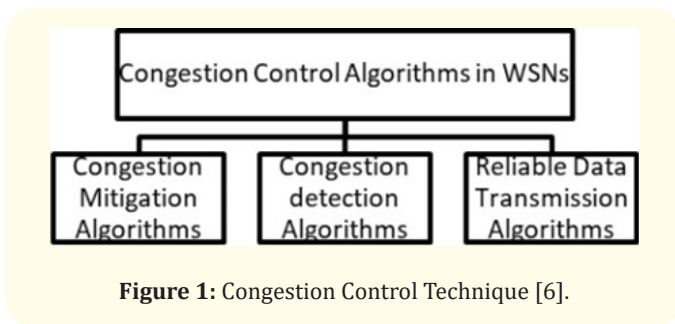 Congestion Control Algorithms in WSNs
Congestion
Mitigation
Algorithms
Congestion
detection
Algorithms
Reliable Data
Transmission
Algorithms
Figure 1: Congestion Control Technique [6].